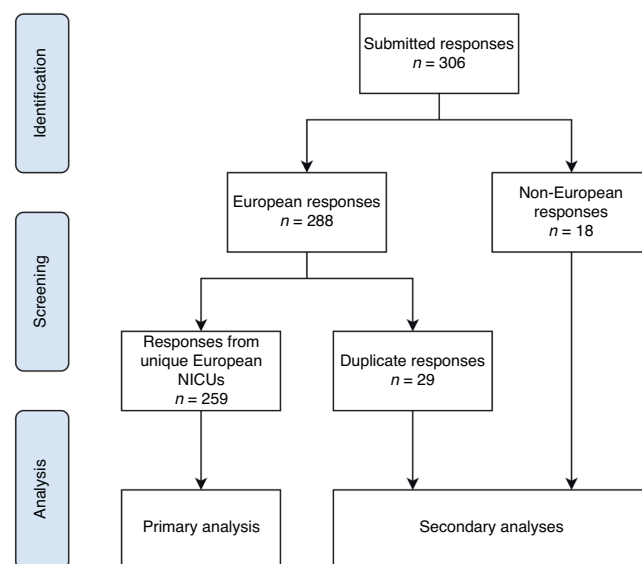 Identification
Submitted responses
n = 306
European responses
n = 288
Non-European
responses
n = 18
Screening
Responses from
unique European
NICUs
n = 259
Duplicate responses
n = 29
Analysis
Primary analysis
Secondary analyses